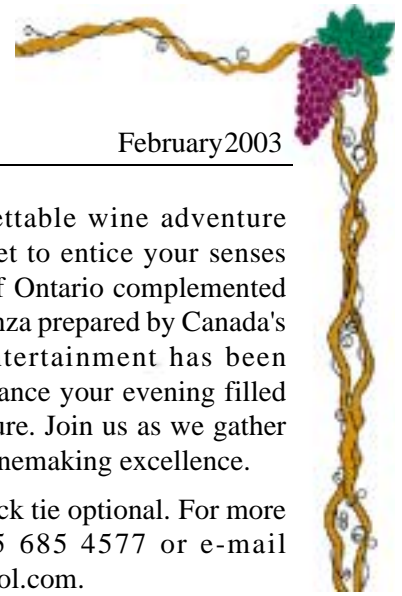 February2003
ettable wine adventure
et to entice your senses
f Ontario complemented
nza prepared by Canada's
ntertainment has been
ance your evening filled
ure. Join us as we gather
nemaking excellence.
ck tie optional. For more
5 685 4577 or e-mail
ol.com.